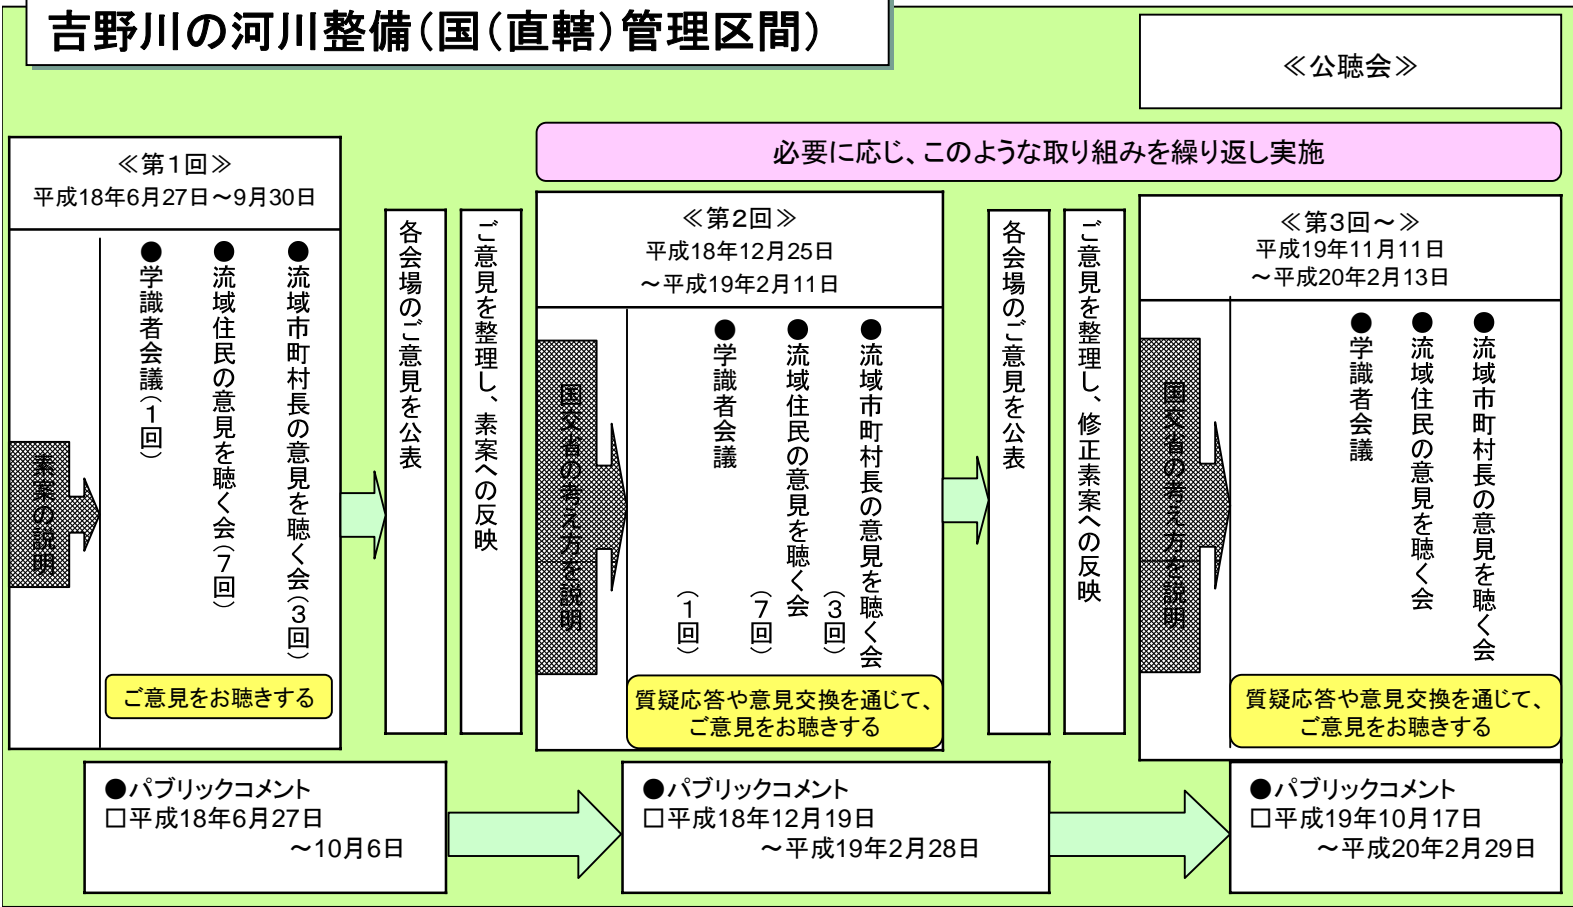 吉野川の河川整備(国(直轄)管理区間)
≪公聴会≫
必要に応じ、このような取り組みを繰り返し実施
≪第1回≫
平成18年6月27日～9月30日
素案の説明
●学識者会議(1回)
●流域住民の意見を聴く会(7回)
●流域市町村長の意見を聴く会(3回)
ご意見をお聴きする
各会場のご意見を公表
ご意見を整理し、素案への反映
≪第2回≫
平成18年12月25日
～平成19年2月11日
国交省の考え方を説明
●学識者会議
(1回)
●流域住民の意見を聴く会
(7回)
●流域市町村長の意見を聴く会
(3回)
質疑応答や意見交換を通じて、
ご意見をお聴きする
各会場のご意見を公表
ご意見を整理し、修正素案への反映
≪第3回～≫
平成19年11月11日
～平成20年2月13日
国交省の考え方を説明
●学識者会議
●流域住民の意見を聴く会
●流域市町村長の意見を聴く会
質疑応答や意見交換を通じて、
ご意見をお聴きする
●パブリックコメント
□平成18年6月27日
～10月6日
●パブリックコメント
□平成18年12月19日
～平成19年2月28日
●パブリックコメント
□平成19年10月17日
～平成20年2月29日